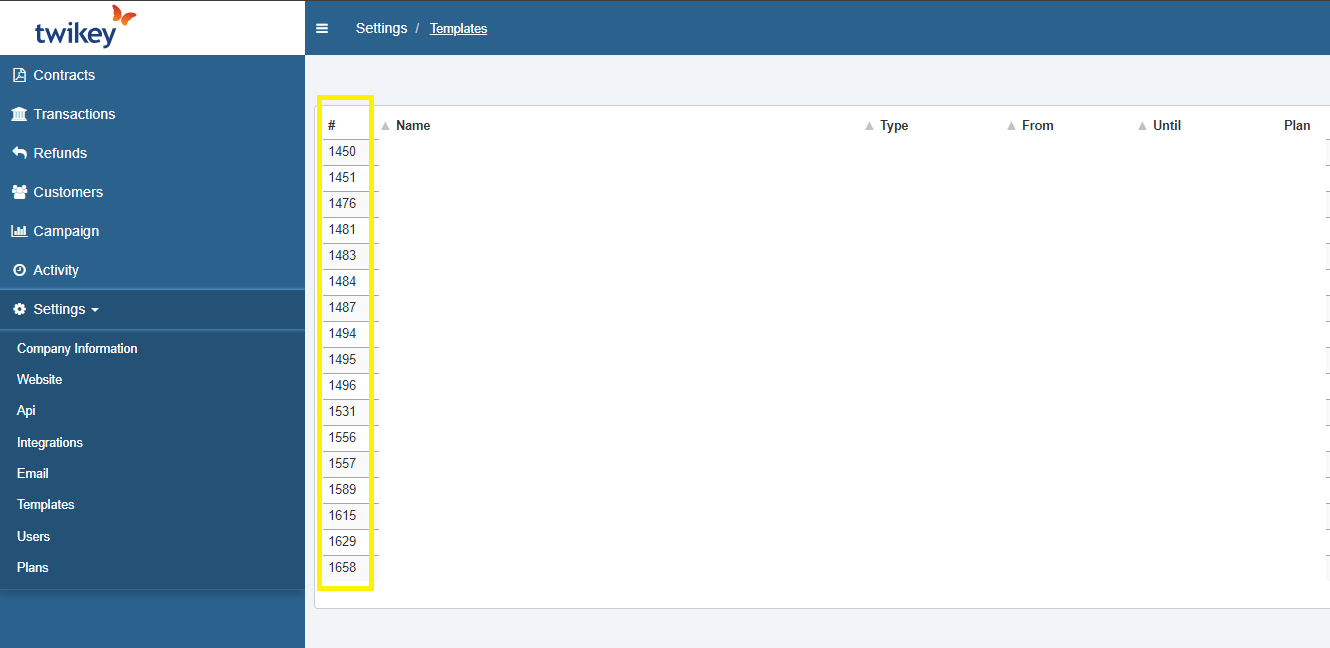 twikey
Settings / Templates
Contracts
Transactions
Refunds
Customers
Campaign
Activity
Settings
Company Information
Website
Api
Integrations
Email
Templates
Users
Plans
# Name Type From Until Plan
1450
1451
1476
1481
1483
1484
1487
1494
1495
1496
1531
1556
1557
1589
1615
1629
1658